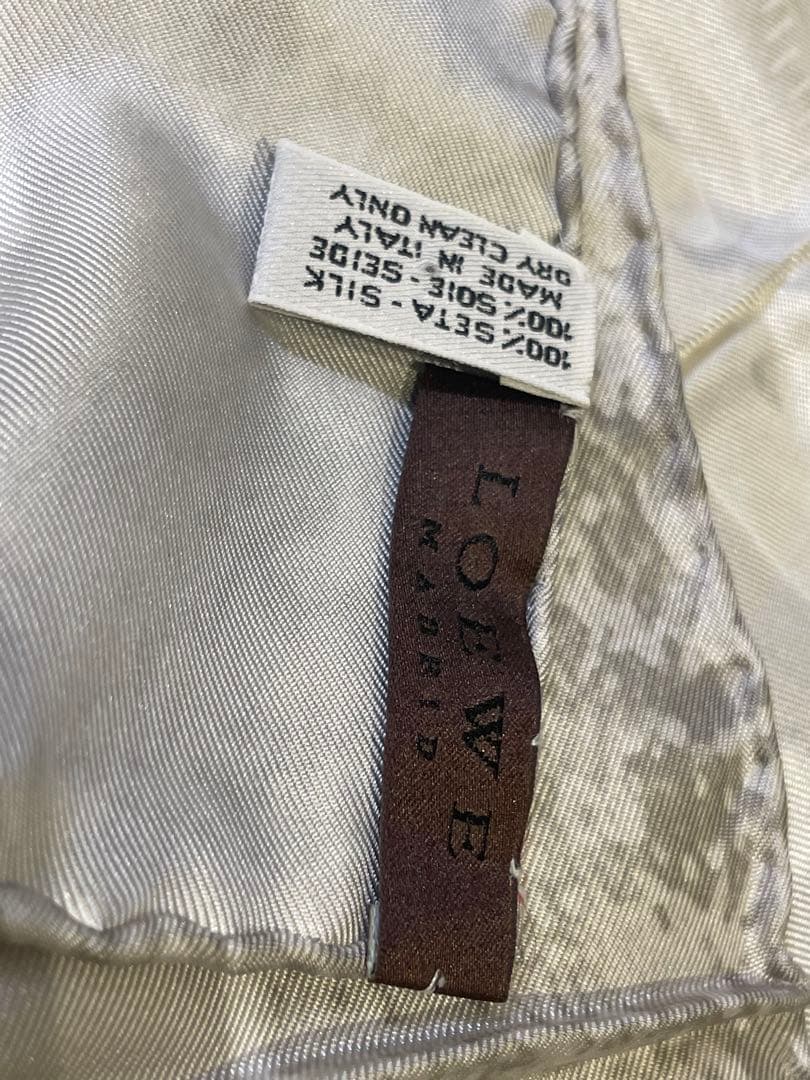 100% SETA - SILK
100% SOIE - SEIDE
MADE IN ITALY
DRY CLEAN ONLY
LOEWE
MADRID